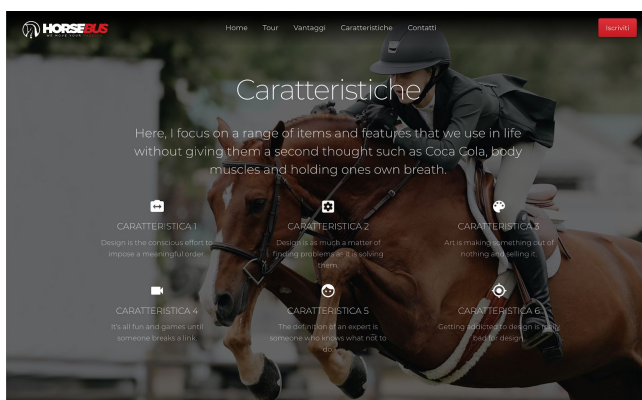 HORSEBUS
WE MOVE YOUR
Home Tour Vantaggi Caratteristiche Contatti
Iscriviti
Caratteristiche
Here, I focus on a range of items and features that we use in life
without giving them a second thought such as Coca Cola, body
muscles and holding ones own breath.
CARATTERISTICA 1
Design is the conscious effort to
impose a meaningful order.
CARATTERISTICA 2
Design is as much a matter of
finding problems as it is solving
them.
CARATTERISTICA 3
Art is making something out of
nothing and selling it.
CARATTERISTICA 4
It's all fun and games until
someone breaks a link.
CARATTERISTICA 5
The definition of an expert is
someone who knows what not to
do.
CARATTERISTICA 6
Getting addicted to design is really
bad for design.